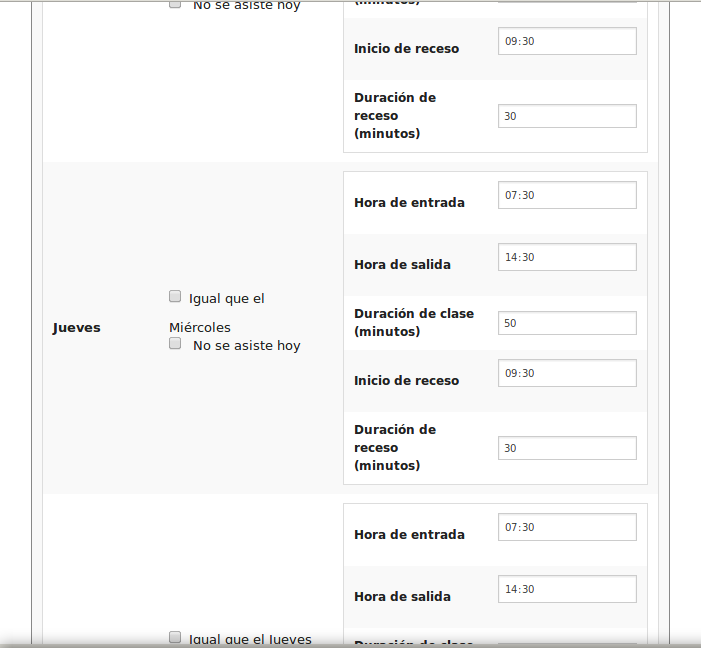 No se asiste hoy
(minutos)
Inicio de receso
09:30
Duración de
receso
(minutos)
30
Jueves
Igual que el
Miércoles
No se asiste hoy
Hora de entrada
07:30
Hora de salida
14:30
Duración de clase
(minutos)
50
Inicio de receso
09:30
Duración de
receso
(minutos)
30
Igual que el Jueves
Hora de entrada
07:30
Hora de salida
14:30
Duración de clase